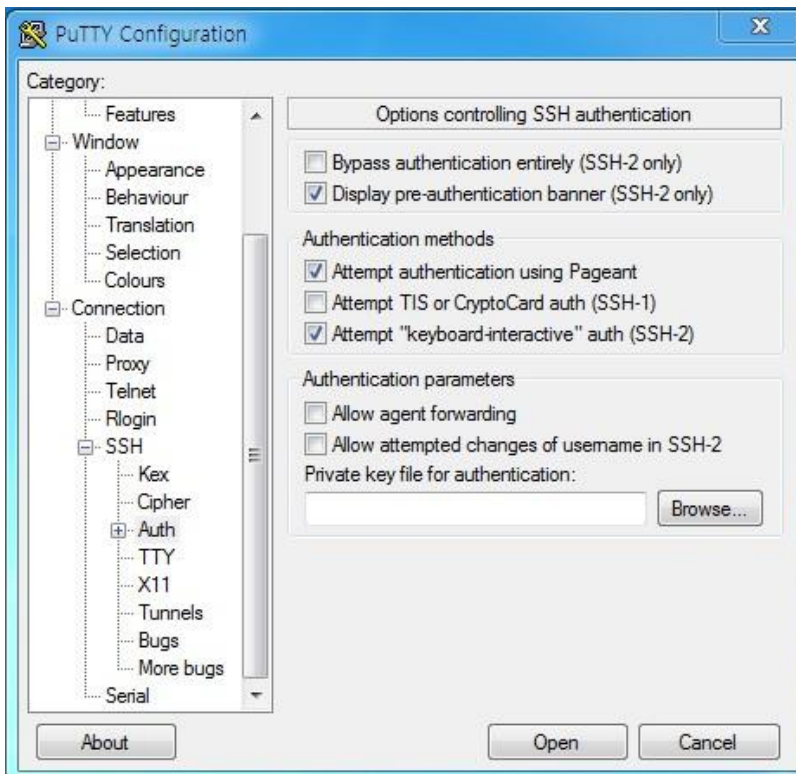 PuTTY Configuration
Category:
Features
Window
Appearance
Behaviour
Translation
Selection
Colours
Connection
Data
Proxy
Telnet
Rlogin
SSH
Kex
Cipher
Auth
TTY
X11
Tunnels
Bugs
More bugs
Serial
Options controlling SSH authentication
Bypass authentication entirely (SSH-2 only)
Display pre-authentication banner (SSH-2 only)
Authentication methods
Attempt authentication using Pageant
Attempt TIS or CryptoCard auth (SSH-1)
Attempt "keyboard-interactive" auth (SSH-2)
Authentication parameters
Allow agent forwarding
Allow attempted changes of username in SSH-2
Private key file for authentication:
Browse...
About
Open
Cancel